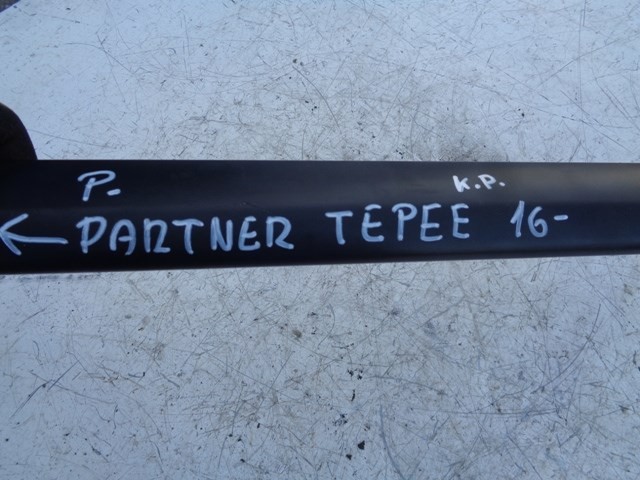 P- K.P.
← PARTNER TEPEE 16-